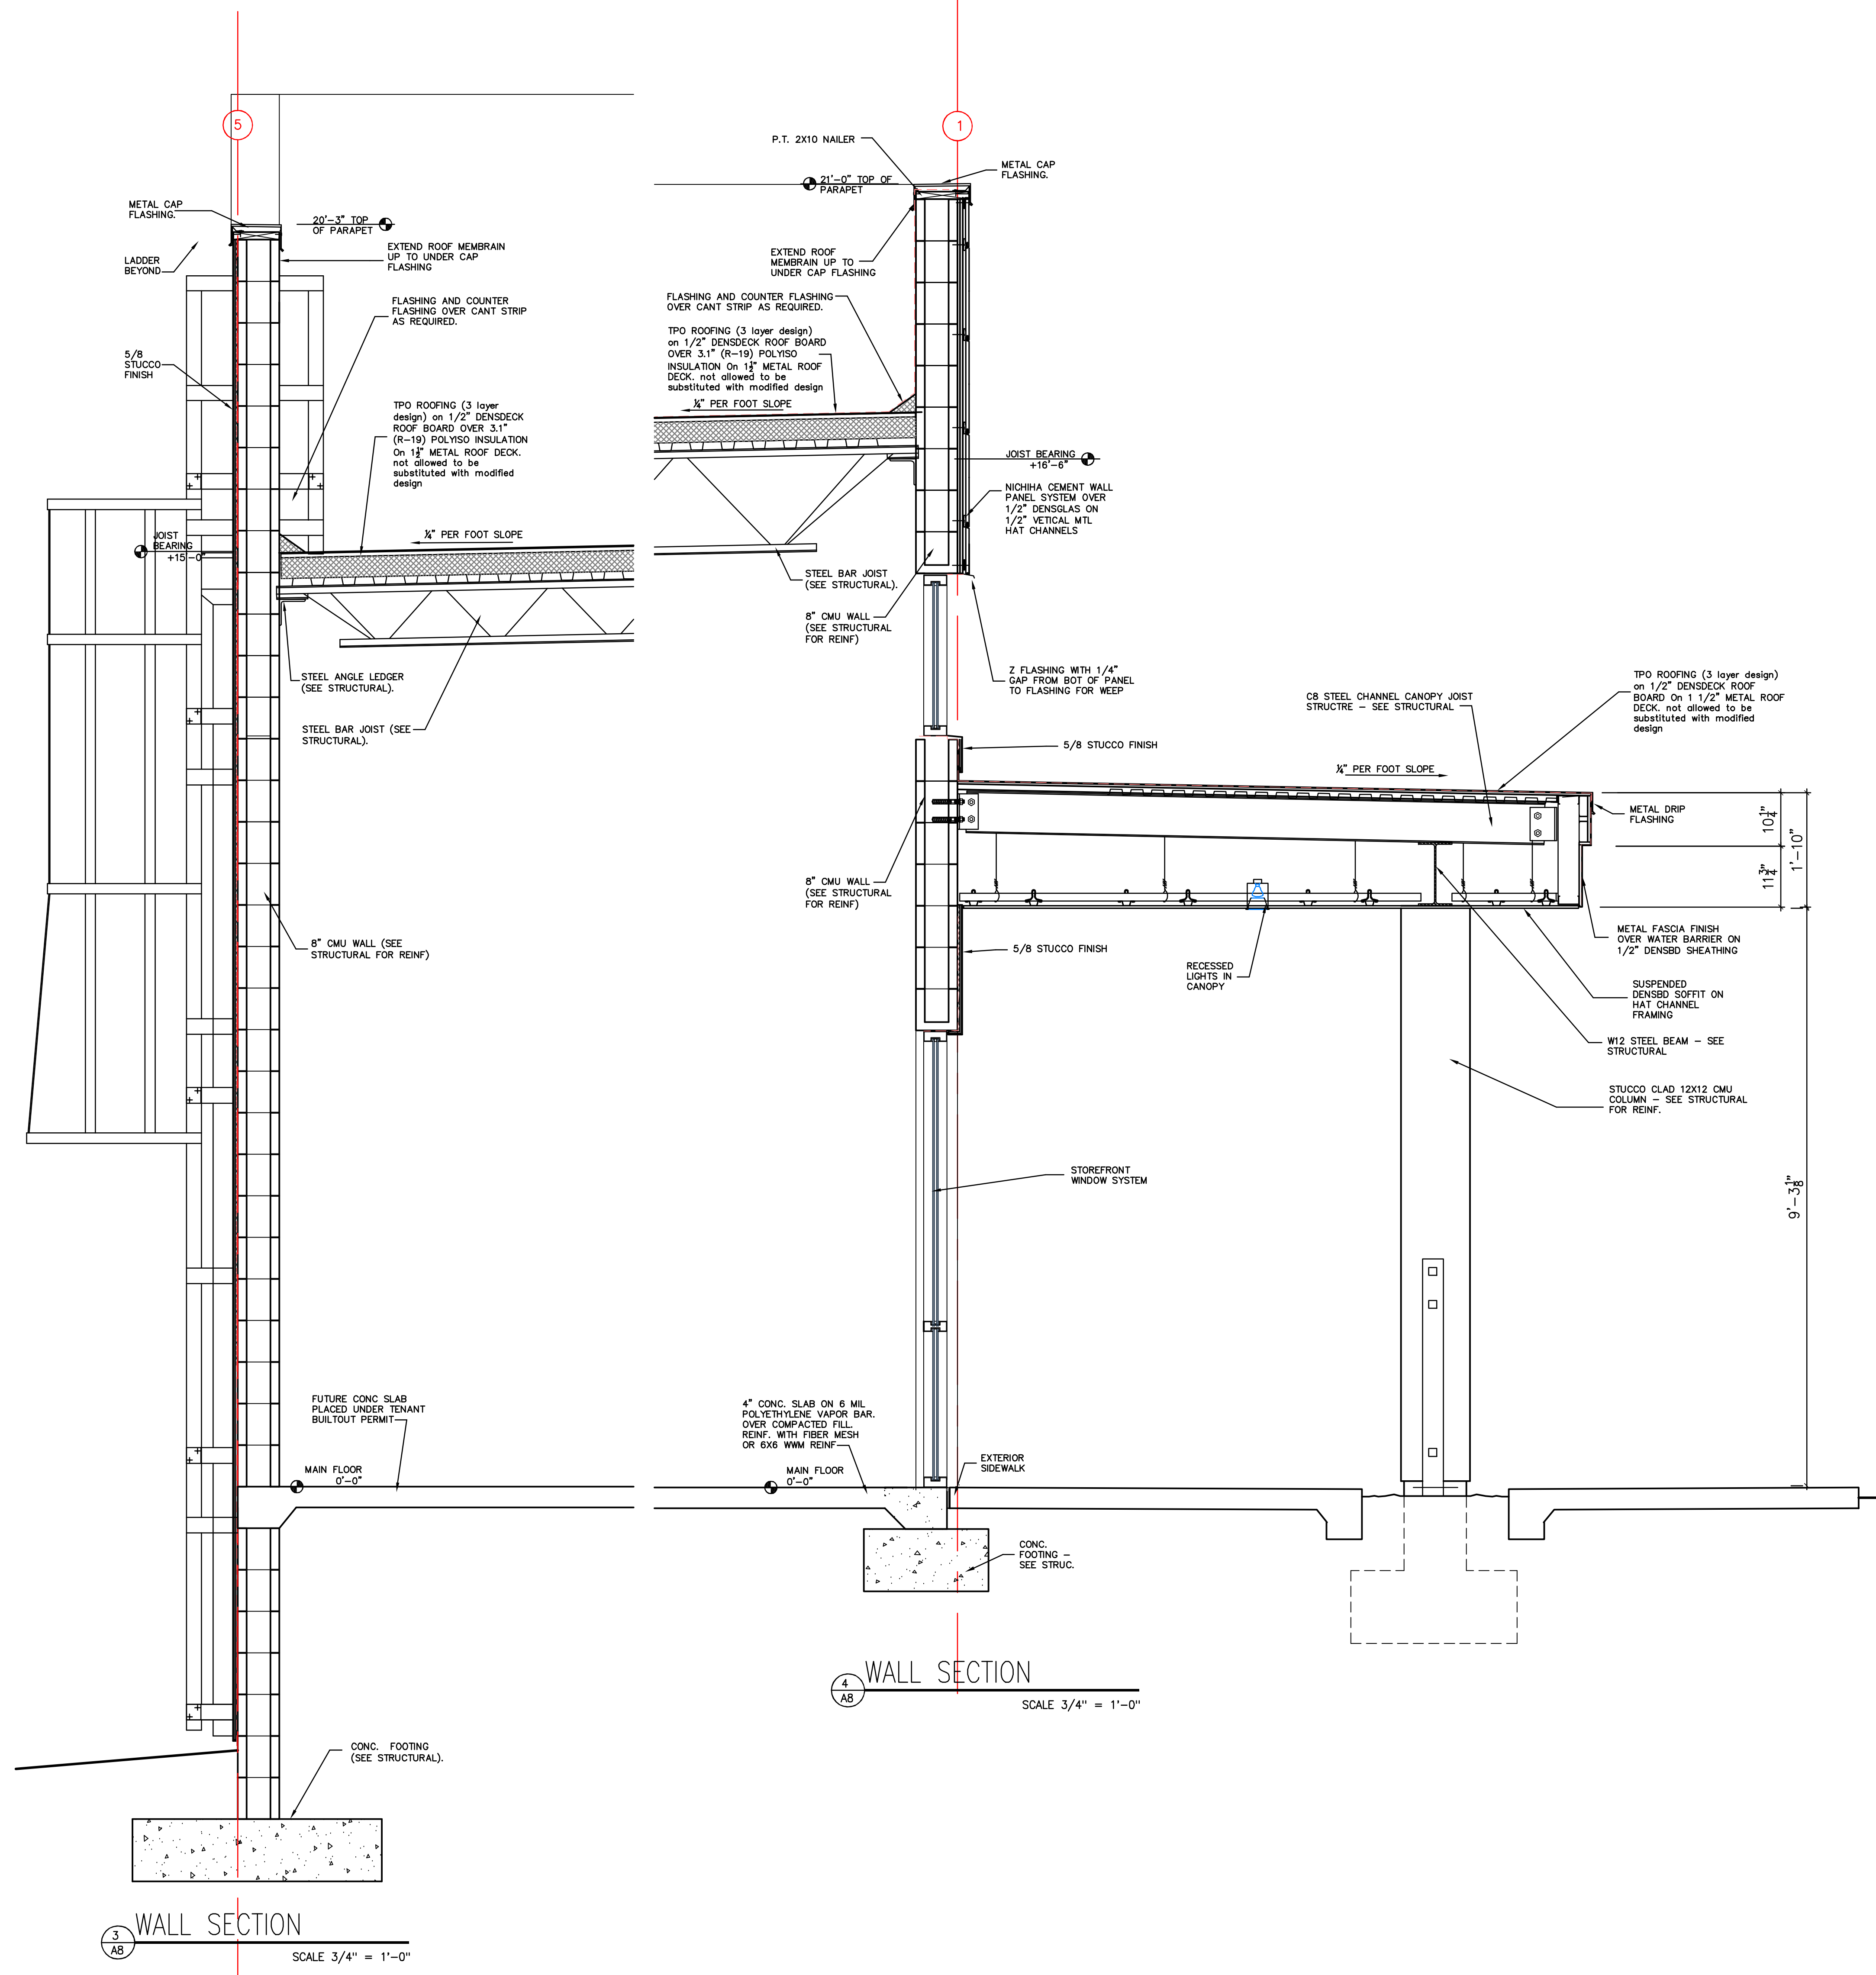 5
METAL CAP
FLASHING.
20'-3" TOP
OF PARAPET
LADDER
BEYOND
EXTEND ROOF MEMBRAIN
UP TO UNDER CAP
FLASHING
FLASHING AND COUNTER
FLASHING OVER CANT STRIP
AS REQUIRED.
5/8
STUCCO
FINISH
TPO ROOFING (3 layer
design) on 1/2" DENSDECK
ROOF BOARD OVER 3.1"
(R-19) POLYISO INSULATION
On 1½" METAL ROOF DECK.
not allowed to be
substituted with modified
design
JOIST
BEARING
+15'-0"
¼" PER FOOT SLOPE
STEEL ANGLE LEDGER
(SEE STRUCTURAL).
STEEL BAR JOIST (SEE
STRUCTURAL).
8" CMU WALL (SEE
STRUCTURAL FOR REINF)
FUTURE CONC SLAB
PLACED UNDER TENANT
BUILTOUT PERMIT
MAIN FLOOR
0'-0"
CONC. FOOTING
(SEE STRUCTURAL).
3
A8
WALL SECTION
SCALE 3/4" = 1'-0"
1
P.T. 2X10 NAILER
METAL CAP
FLASHING.
21'-0" TOP OF
PARAPET
EXTEND ROOF
MEMBRAIN UP TO
UNDER CAP FLASHING
FLASHING AND COUNTER FLASHING
OVER CANT STRIP AS REQUIRED.
TPO ROOFING (3 layer design)
on 1/2" DENSDECK ROOF BOARD
OVER 3.1" (R-19) POLYISO
INSULATION On 1½" METAL ROOF
DECK. not allowed to be
substituted with modified design
¼" PER FOOT SLOPE
JOIST BEARING
+16'-6"
NICHIHA CEMENT WALL
PANEL SYSTEM OVER
1/2" DENSGLAS ON
1/2" VETICAL MTL
HAT CHANNELS
STEEL BAR JOIST
(SEE STRUCTURAL).
8" CMU WALL
(SEE STRUCTURAL
FOR REINF)
Z FLASHING WITH 1/4"
GAP FROM BOT OF PANEL
TO FLASHING FOR WEEP
C8 STEEL CHANNEL CANOPY JOIST
STRUCTRE - SEE STRUCTURAL
TPO ROOFING (3 layer design)
on 1/2" DENSDECK ROOF
BOARD On 1 1/2" METAL ROOF
DECK. not allowed to be
substituted with modified
design
5/8 STUCCO FINISH
¼" PER FOOT SLOPE
METAL DRIP
FLASHING
10¼"
1'-10"
11¾"
8" CMU WALL
(SEE STRUCTURAL
FOR REINF)
METAL FASCIA FINISH
OVER WATER BARRIER ON
1/2" DENSBD SHEATHING
5/8 STUCCO FINISH
RECESSED
LIGHTS IN
CANOPY
SUSPENDED
DENSBD SOFFIT ON
HAT CHANNEL
FRAMING
W12 STEEL BEAM - SEE
STRUCTURAL
STUCCO CLAD 12X12 CMU
COLUMN - SEE STRUCTURAL
FOR REINF.
STOREFRONT
WINDOW SYSTEM
9'-3⅛"
4" CONC. SLAB ON 6 MIL
POLYETHYLENE VAPOR BAR.
OVER COMPACTED FILL.
REINF. WITH FIBER MESH
OR 6X6 WWM REINF
EXTERIOR
SIDEWALK
MAIN FLOOR
0'-0"
CONC.
FOOTING -
SEE STRUC.
4
A8
WALL SECTION
SCALE 3/4" = 1'-0"